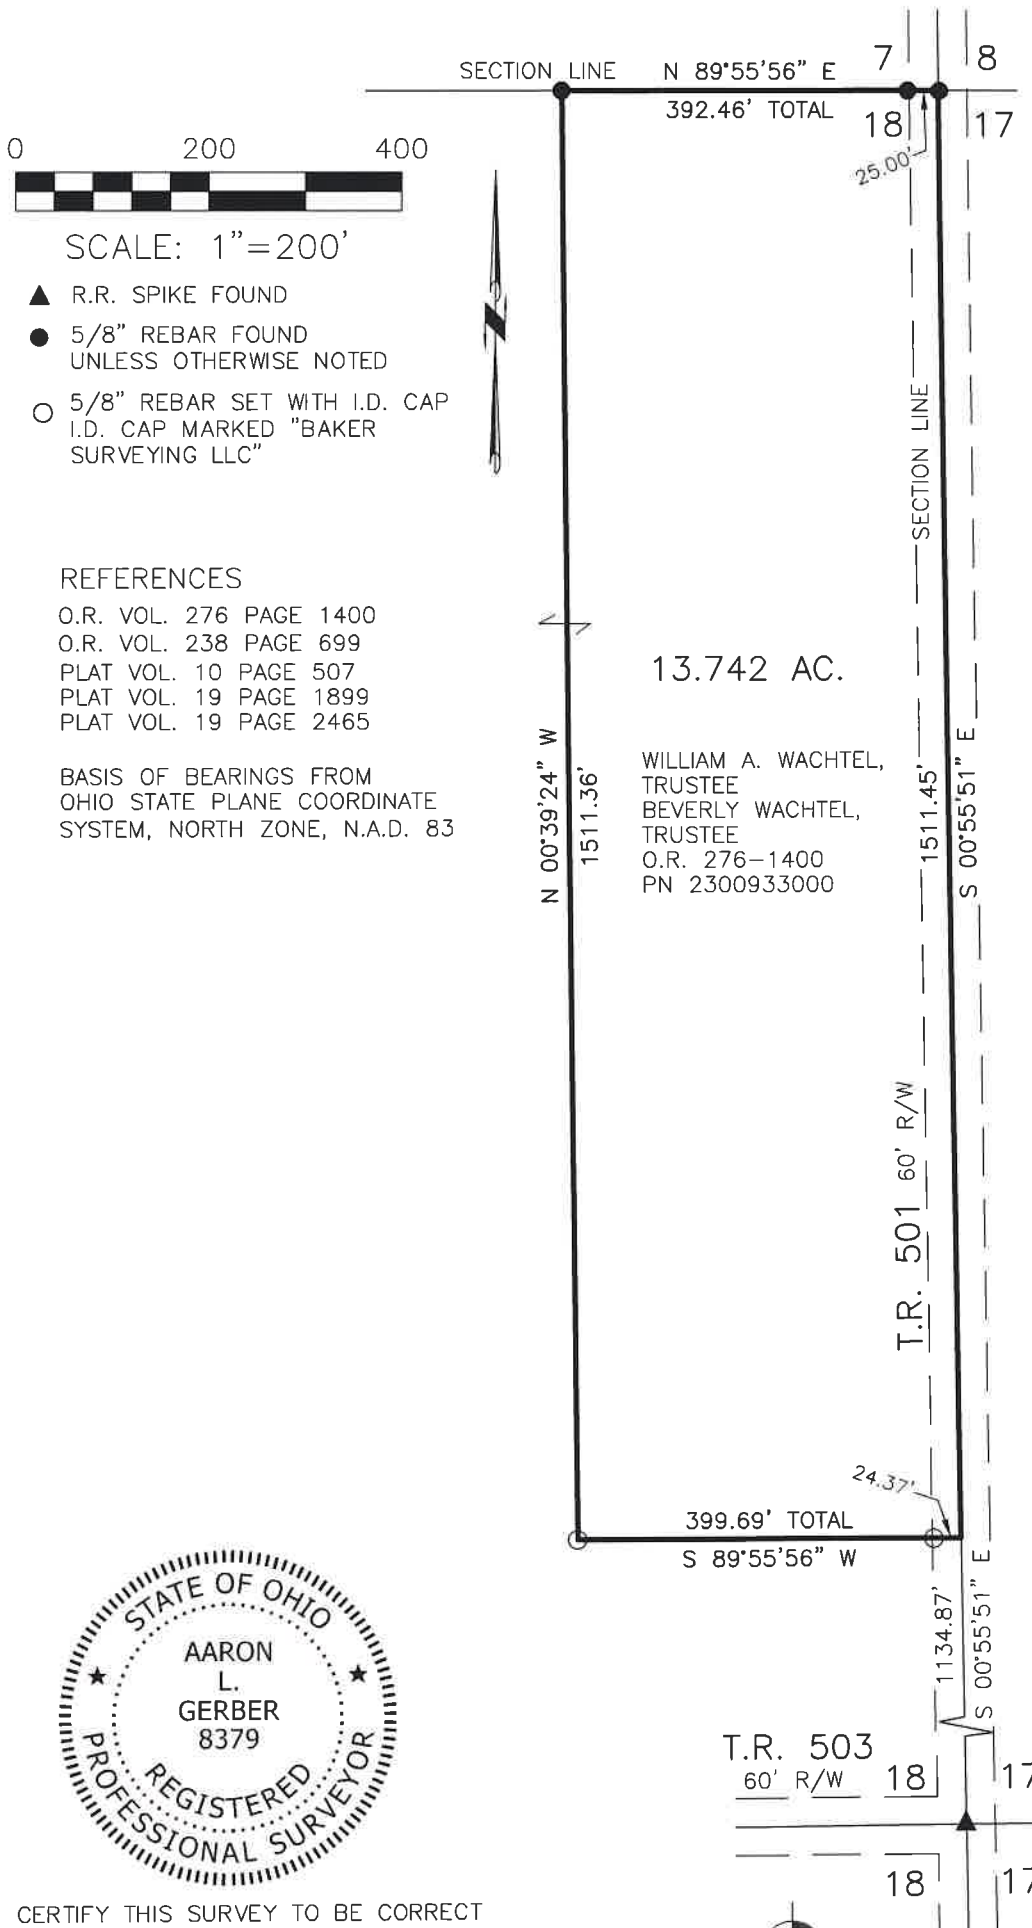 7
8
SECTION LINE
N 89°55'56" E
392.46' TOTAL
18
17
25.00'
0 200 400
SCALE: 1"=200'
R.R. SPIKE FOUND
5/8" REBAR FOUND
UNLESS OTHERWISE NOTED
5/8" REBAR SET WITH I.D. CAP
I.D. CAP MARKED "BAKER
SURVEYING LLC"
REFERENCES
O.R. VOL. 276 PAGE 1400
O.R. VOL. 238 PAGE 699
PLAT VOL. 10 PAGE 507
PLAT VOL. 19 PAGE 1899
PLAT VOL. 19 PAGE 2465
BASIS OF BEARINGS FROM
OHIO STATE PLANE COORDINATE
SYSTEM, NORTH ZONE, N.A.D. 83
N 00°39'24" W
1511.36'
13.742 AC.
WILLIAM A. WACHTEL,
TRUSTEE
BEVERLY WACHTEL,
TRUSTEE
O.R. 276-1400
PN 2300933000
SECTION LINE
1511.45'
S 00°55'51" E
T.R. 501 60' R/W
24.37'
399.69' TOTAL
S 89°55'56" W
1134.87'
S 00°55'51" E
T.R. 503
60' R/W
18
17
18
17
STATE OF OHIO
AARON
L.
GERBER
8379
REGISTERED
PROFESSIONAL SURVEYOR
CERTIFY THIS SURVEY TO BE CORRECT